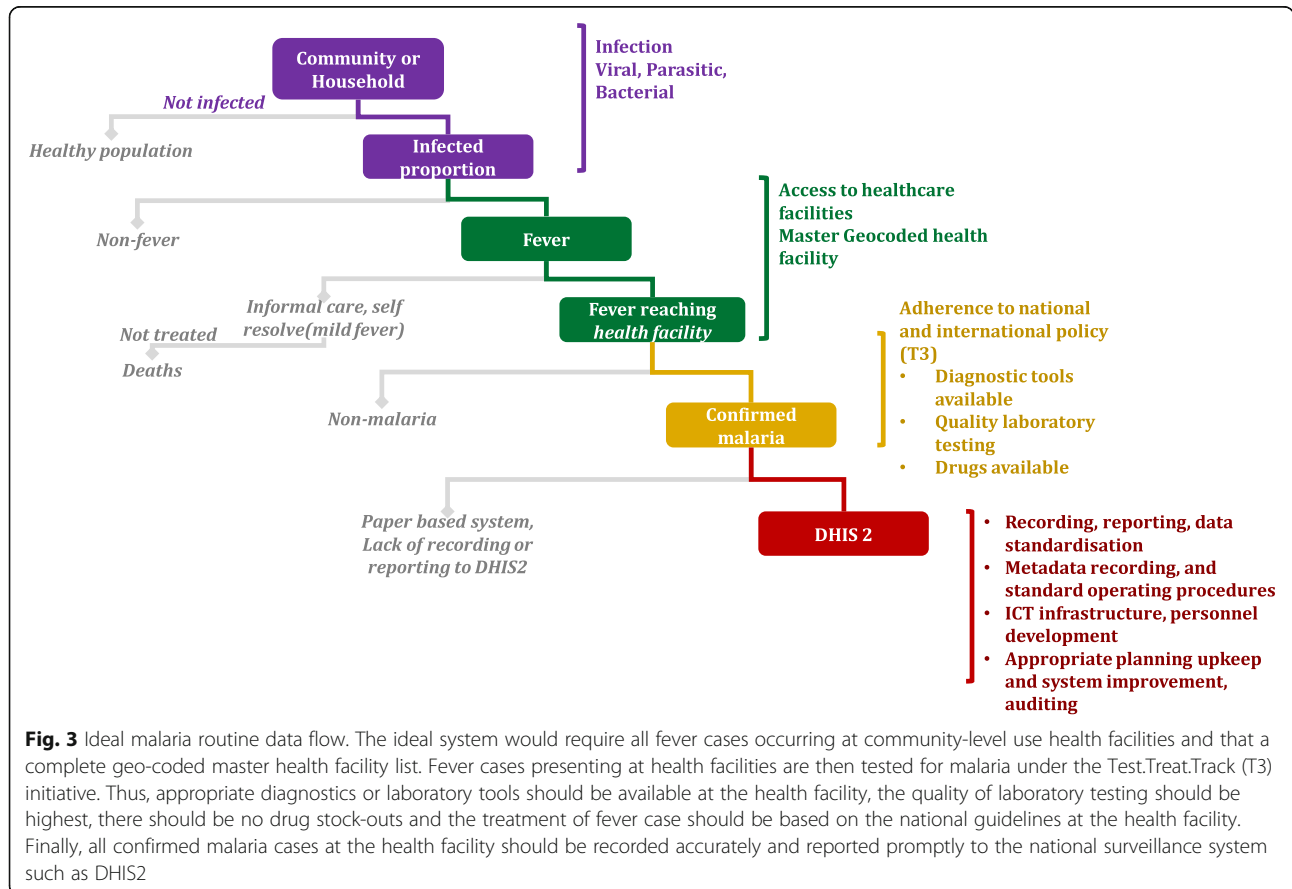 Community or
Household
Infection
Viral, Parasitic,
Bacterial
Not infected
Healthy population
Infected
proportion
Non-fever
Fever
Access to healthcare
facilities
Master Geocoded health
facility
Informal care, self
resolve(mild fever)
Not treated
Deaths
Fever reaching
health facility
Adherence to national
and international policy
(T3)
• Diagnostic tools
available
• Quality laboratory
testing
• Drugs available
Non-malaria
Confirmed
malaria
Paper based system,
Lack of recording or
reporting to DHIS2
DHIS 2
• Recording, reporting, data
standardisation
• Metadata recording, and
standard operating procedures
• ICT infrastructure, personnel
development
• Appropriate planning upkeep
and system improvement,
auditing
Fig. 3 Ideal malaria routine data flow. The ideal system would require all fever cases occurring at community-level use health facilities and that a
complete geo-coded master health facility list. Fever cases presenting at health facilities are then tested for malaria under the Test.Treat.Track (T3)
initiative. Thus, appropriate diagnostics or laboratory tools should be available at the health facility, the quality of laboratory testing should be
highest, there should be no drug stock-outs and the treatment of fever case should be based on the national guidelines at the health facility.
Finally, all confirmed malaria cases at the health facility should be recorded accurately and reported promptly to the national surveillance system
such as DHIS2